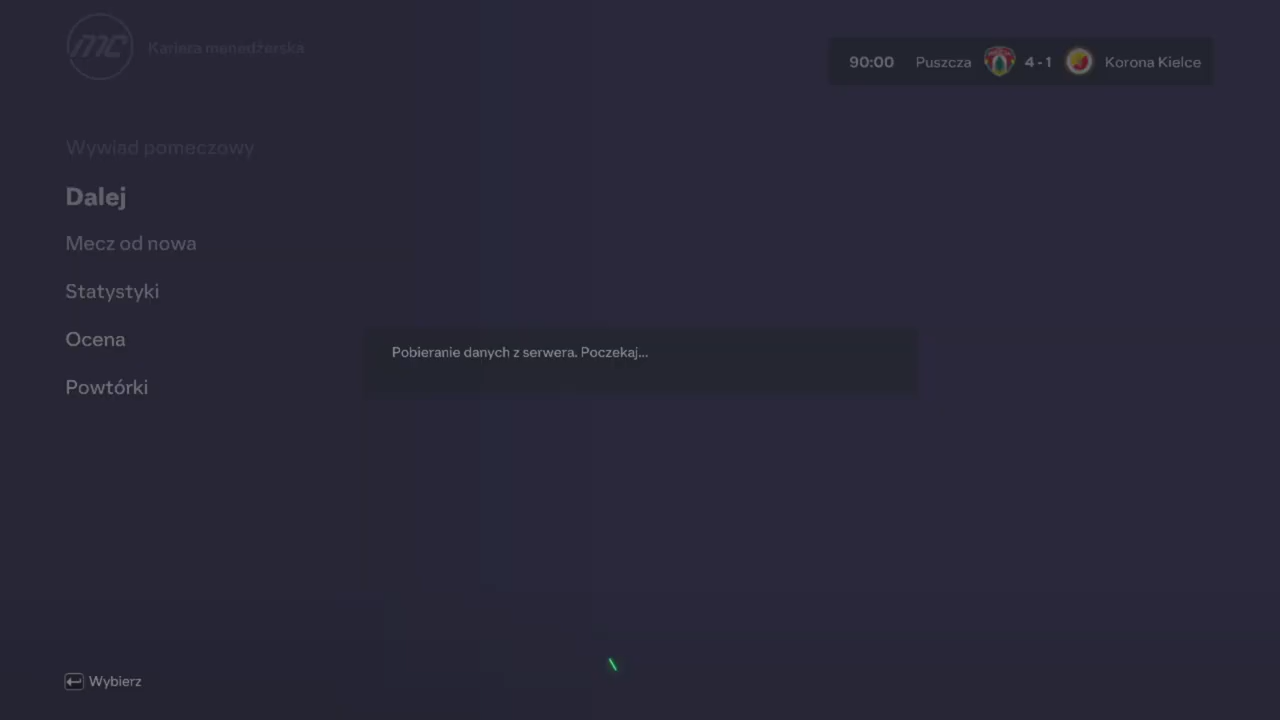 MC Kariera menedżerska
90:00 Puszcza 4 - 1 Korona Kielce
Wywiad pomeczowy
Dalej
Mecz od nowa
Statystyki
Ocena
Pobieranie danych z serwera. Poczekaj...
Powtórki
Wybierz